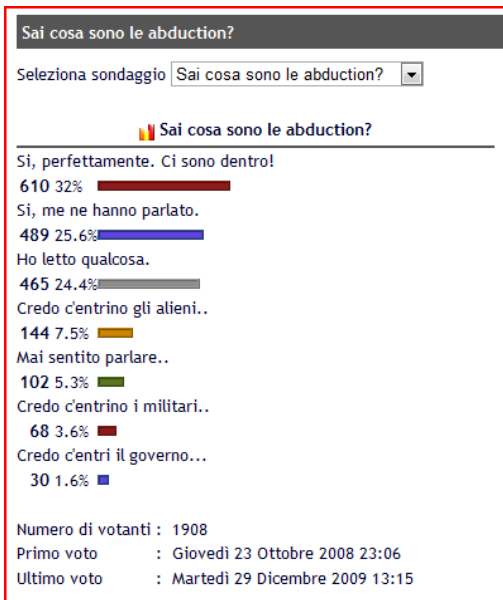 Sai cosa sono le abduction?
Seleziona sondaggio Sai cosa sono le abduction?
Sai cosa sono le abduction?
Si, perfettamente. Ci sono dentro!
610 32%
Si, me ne hanno parlato.
489 25.6%
Ho letto qualcosa.
465 24.4%
Credo c'entrino gli alieni..
144 7.5%
Mai sentito parlare..
102 5.3%
Credo c'entrino i militari..
68 3.6%
Credo c'entri il governo...
30 1.6%
Numero di votanti : 1908
Primo voto : Giovedì 23 Ottobre 2008 23:06
Ultimo voto : Martedì 29 Dicembre 2009 13:15